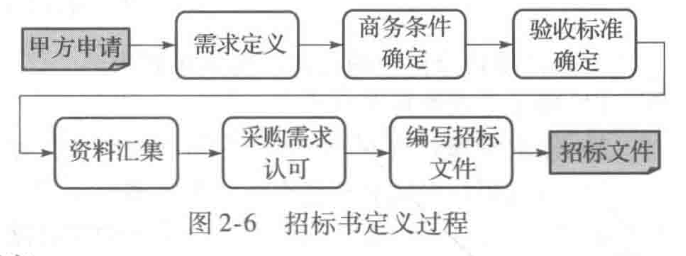 甲方申请
需求定义
商务条件
确定
验收标准
确定
资料汇集
采购需求
认可
编写招标
文件
招标文件
图2-6 招标书定义过程